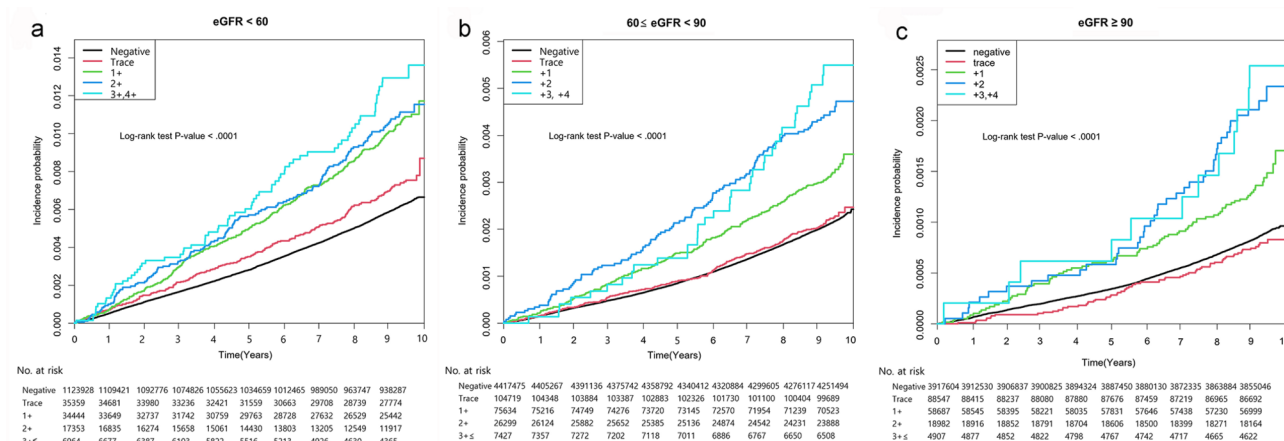 a
eGFR < 60
Negative
Trace
1+
2+
3+,4+
Log-rank test P-value < .0001
Incidence probability
0.014
0.012
0.010
0.008
0.006
0.004
0.002
0.000
0 1 2 3 4 5 6 7 8 9 10
Time(Years)
No. at risk
Negative 1123928 1109421 1092776 1074826 1055623 1034659 1012465 989050 963747 938287
Trace 35359 34681 33980 33236 32421 31559 30663 29708 28739 27774
1+ 34444 33649 32737 31742 30759 29763 28728 27632 26529 25442
2+ 17353 16835 16274 15658 15061 14430 13803 13205 12549 11917
3+≤ 6964 6677 6387 6103 5822 5516 5213 4926 4630 4365
b
60≤ eGFR < 90
Negative
Trace
+1
+2
+3, +4
Log-rank test P-value < .0001
Incidence probability
0.006
0.005
0.004
0.003
0.002
0.001
0.000
0 1 2 3 4 5 6 7 8 9 10
Time(Years)
No. at risk
Negative 4417475 4405267 4391136 4375742 4358792 4340412 4320884 4299605 4276117 4251494
Trace 104719 104348 103884 103387 102883 102326 101730 101100 100404 99689
1+ 75634 75216 74749 74276 73720 73145 72570 71954 71239 70523
2+ 26299 26124 25882 25652 25385 25136 24874 24542 24231 23888
3+≤ 7427 7357 7272 7202 7118 7011 6886 6767 6650 6508
c
eGFR ≥ 90
negative
trace
+1
+2
+3,+4
Log-rank test P-value < .0001
Incidence probability
0.0025
0.0020
0.0015
0.0010
0.0005
0.0000
0 1 2 3 4 5 6 7 8 9
Time(Years)
No. at risk
Negative 3917604 3912530 3906837 3900825 3894324 3887450 3880130 3872335 3863884 3855046
Trace 88547 88415 88237 88080 87880 87676 87459 87217 86965 86692
1+ 58687 58545 58395 58221 58035 57831 57646 57438 57230 56999
2+ 18982 18916 18852 18791 18704 18606 18500 18399 18271 18164
3+≤ 4907 4877 4852 4822 4798 4767 4742 4717 4665 4622